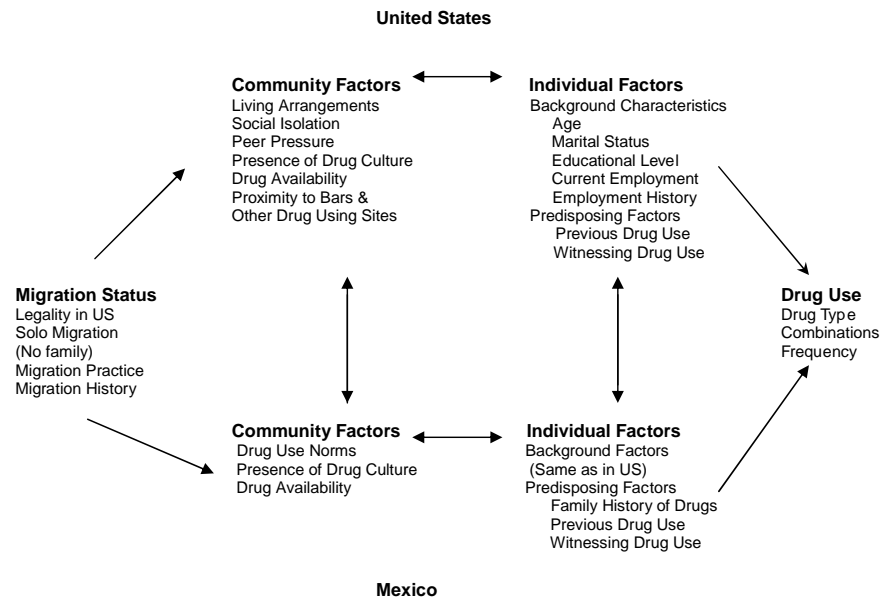 United States
Community Factors
Living Arrangements
Social Isolation
Peer Pressure
Presence of Drug Culture
Drug Availability
Proximity to Bars &
Other Drug Using Sites
Individual Factors
Background Characteristics
Age
Marital Status
Educational Level
Current Employment
Employment History
Predisposing Factors
Previous Drug Use
Witnessing Drug Use
Migration Status
Legality in US
Solo Migration
(No family)
Migration Practice
Migration History
Drug Use
Drug Type
Combinations
Frequency
Community Factors
Drug Use Norms
Presence of Drug Culture
Drug Availability
Individual Factors
Background Factors
(Same as in US)
Predisposing Factors
Family History of Drugs
Previous Drug Use
Witnessing Drug Use
Mexico